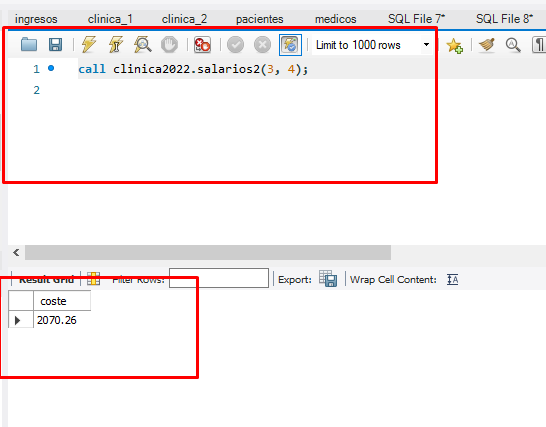 ingresos clinica_1 clinica_2 pacientes medicos SQL File 7* SQL File 8*
Limit to 1000 rows
1 call clinica2022.salarios2(3, 4);
2
Result Grid Filter Rows: Export: Wrap Cell Content:
coste
2070.26